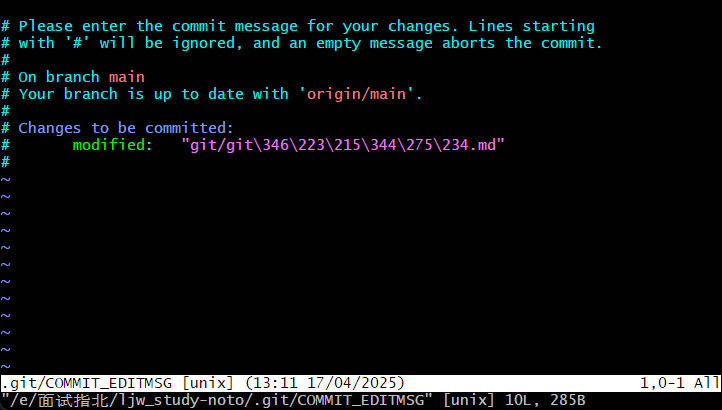 # Please enter the commit message for your changes. Lines starting
# with '#' will be ignored, and an empty message aborts the commit.
#
# On branch main
# Your branch is up to date with 'origin/main'.
#
# Changes to be committed:
#       modified:   "git/git\346\223\215\344\275\234.md"
#
~
~
~
~
~
~
~
~
~
~
~
~
.git/COMMIT_EDITMSG [unix] (13:11 17/04/2025) 1,0-1 All
"/e/面试指北/ljw_study-noto/.git/COMMIT_EDITMSG" [unix] 10L, 285B